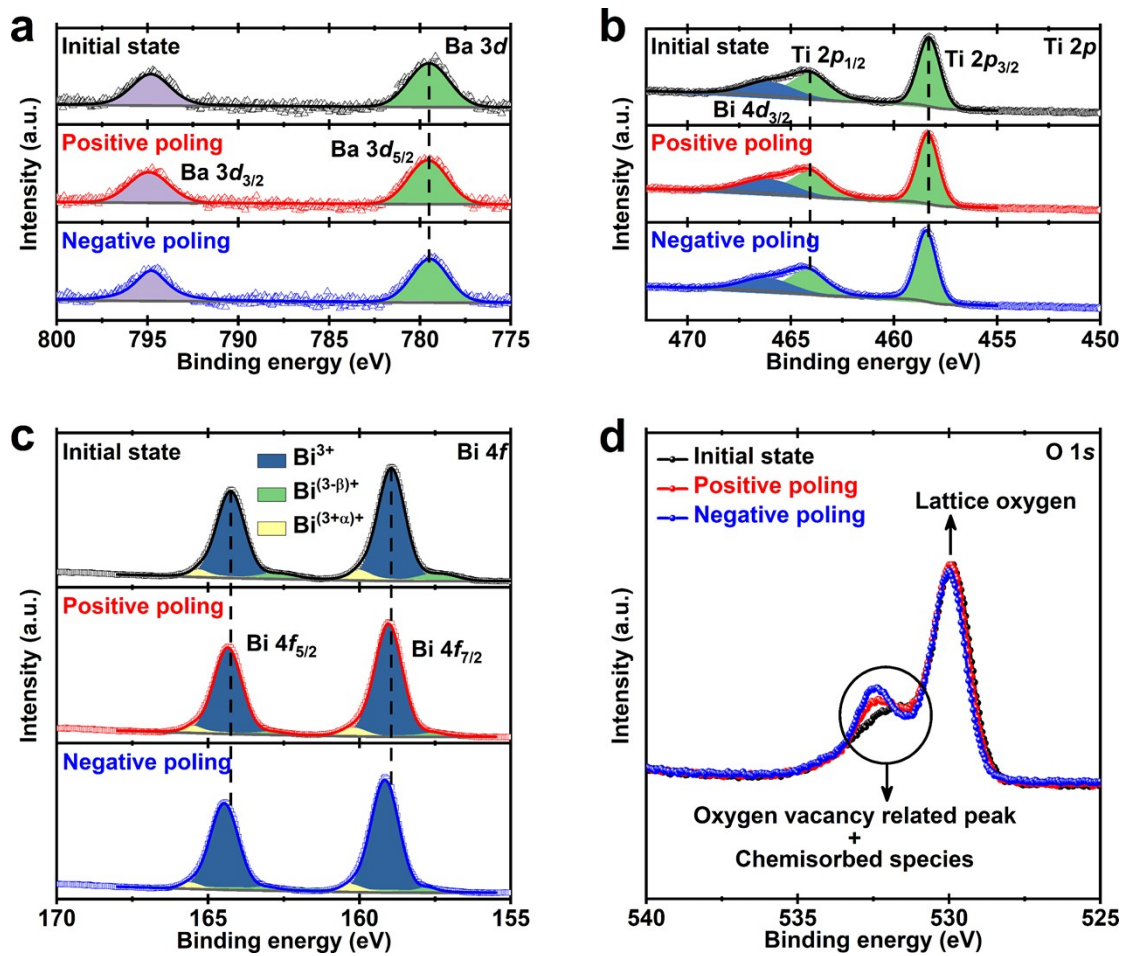 a
Initial state
Ba 3d
Positive poling
Ba 3d5/2
Ba 3d3/2
Negative poling
Intensity (a.u.)
800 795 790 785 780 775
Binding energy (eV)
b
Initial state
Ti 2p
Ti 2p1/2
Ti 2p3/2
Bi 4d3/2
Positive poling
Negative poling
Intensity (a.u.)
470 465 460 455 450
Binding energy (eV)
c
Initial state
Bi 4f
Bi3+
Bi(3-β)+
Bi(3+α)+
Positive poling
Bi 4f5/2
Bi 4f7/2
Negative poling
Intensity (a.u.)
170 165 160 155
Binding energy (eV)
d
Initial state
O 1s
Positive poling
Negative poling
Lattice oxygen
Oxygen vacancy related peak
+
Chemisorbed species
Intensity (a.u.)
540 535 530 525
Binding energy (eV)